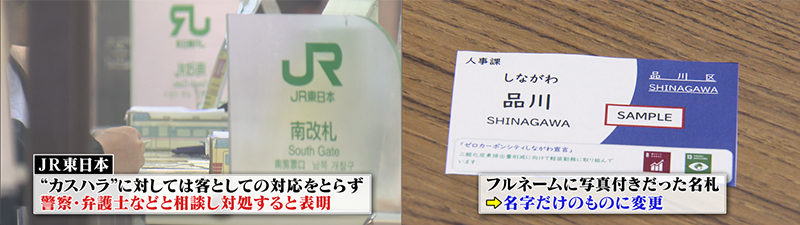 JR
JR東日本
南改札
South Gate
JR東日本
“カスハラ”に対しては客としての対応をとらず
警察・弁護士などと相談し対処すると表明
人事課
しながわ
品川
SHINAGAWA
品川区
SHINAGAWA
SAMPLE
「ゼロカーボンシティしながわ宣言」
フルネームに写真付きだった名札
⇨名字だけのものに変更